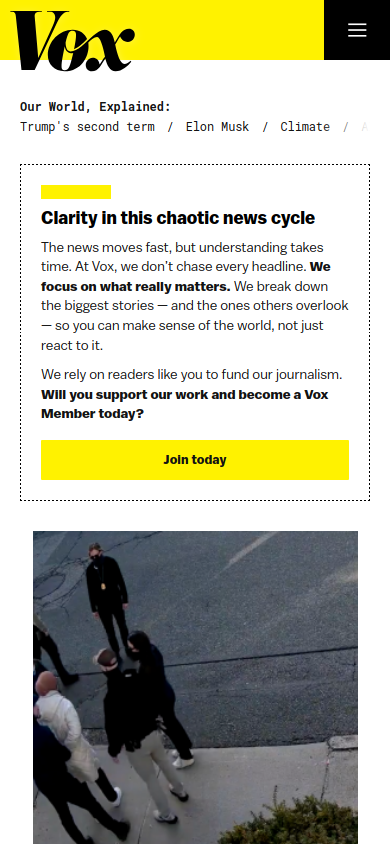 Vox
Our World, Explained:
Trump's second term / Elon Musk / Climate /
Clarity in this chaotic news cycle
The news moves fast, but understanding takes
time. At Vox, we don’t chase every headline. We
focus on what really matters. We break down
the biggest stories — and the ones others overlook
— so you can make sense of the world, not just
react to it.
We rely on readers like you to fund our journalism.
Will you support our work and become a Vox
Member today?
Join today